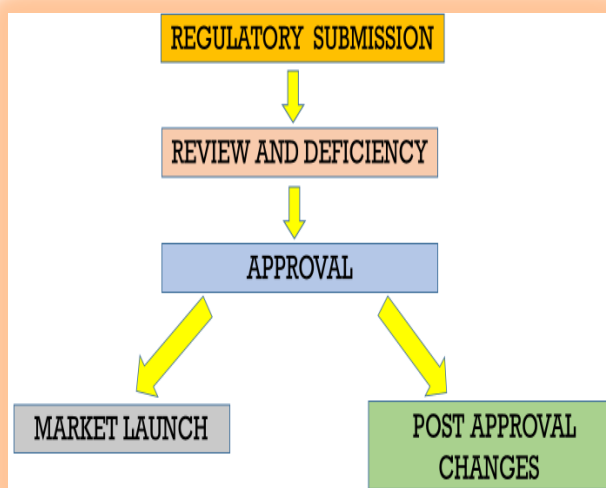 REGULATORY SUBMISSION
REVIEW AND DEFICIENCY
APPROVAL
MARKET LAUNCH
POST APPROVAL
CHANGES